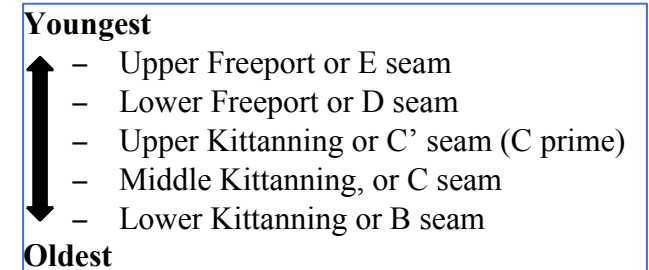 Youngest
– Upper Freeport or E seam
– Lower Freeport or D seam
– Upper Kittanning or C’ seam (C prime)
– Middle Kittanning, or C seam
– Lower Kittanning or B seam
Oldest